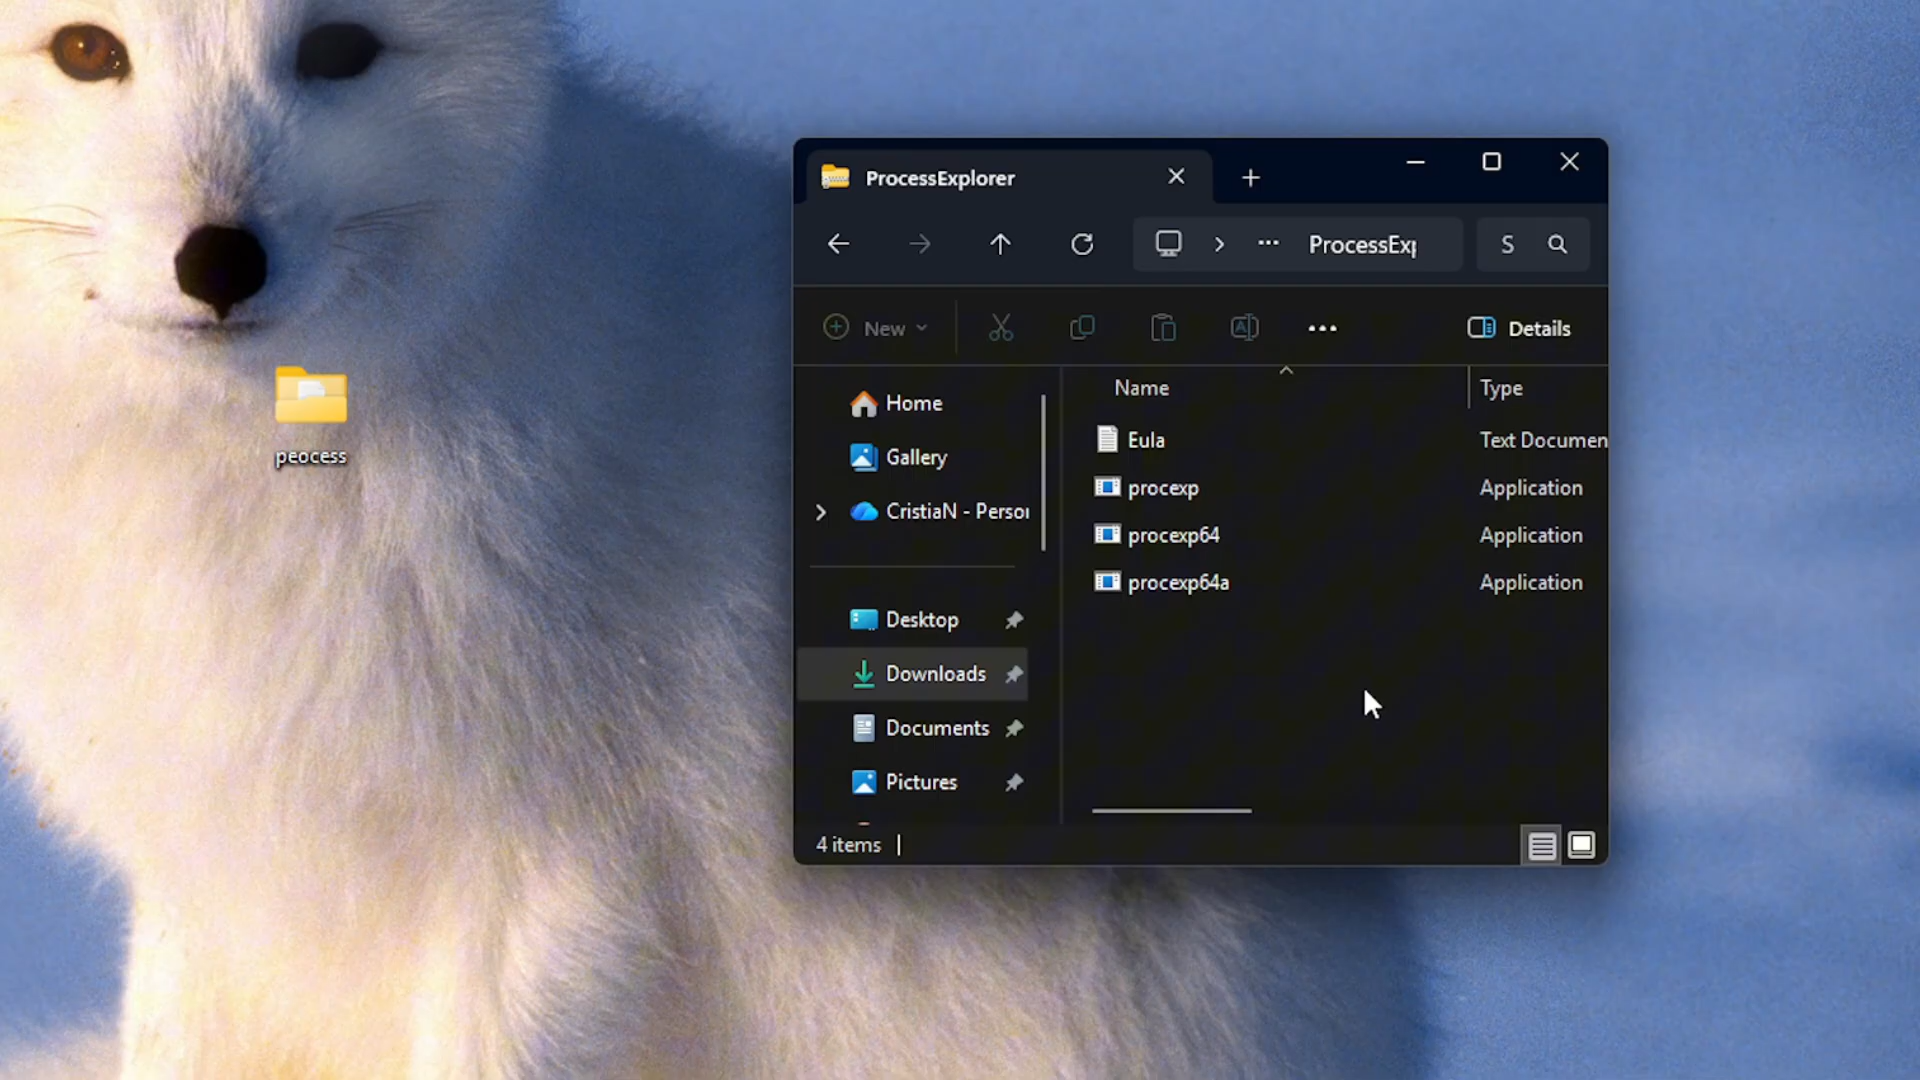 peocess
ProcessExplorer
ProcessExp
S
New
Details
Name
Type
Home
Gallery
CristiaN - Person
Desktop
Downloads
Documents
Pictures
Eula
Text Documen
procexp
Application
procexp64
Application
procexp64a
Application
4 items